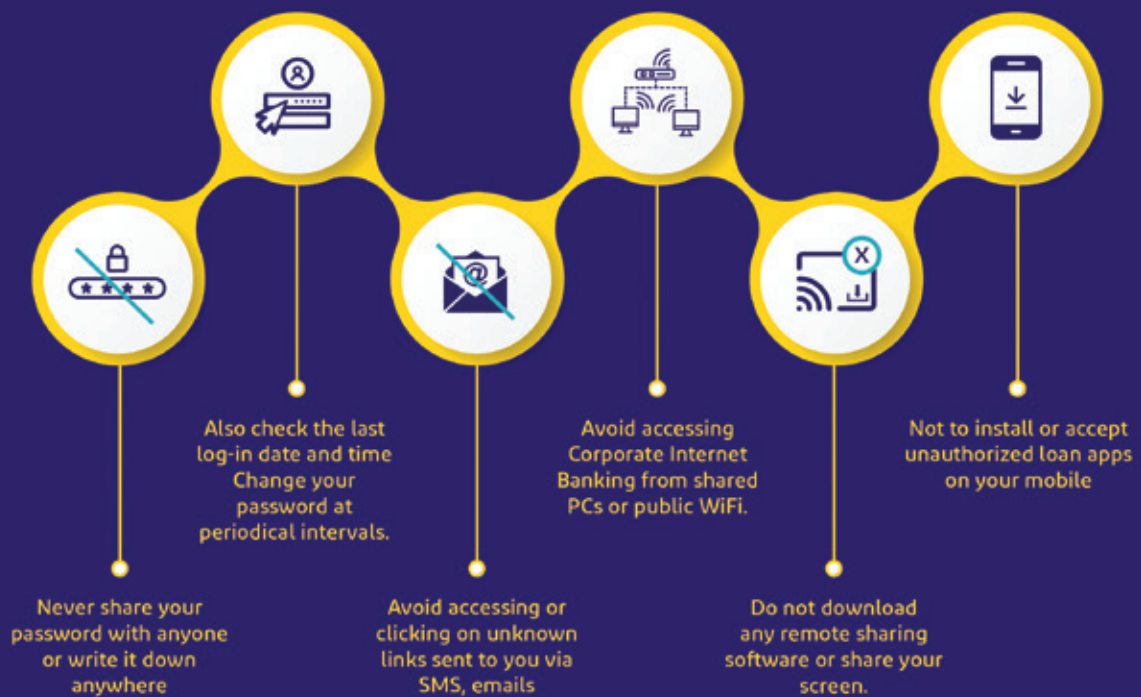 Never share your
password with anyone
or write it down
anywhere
Also check the last
log-in date and time
Change your
password at
periodical intervals.
Avoid accessing or
clicking on unknown
links sent to you via
SMS, emails
Avoid accessing
Corporate Internet
Banking from shared
PCs or public WiFi.
Do not download
any remote sharing
software or share your
screen.
Not to install or accept
unauthorized loan apps
on your mobile